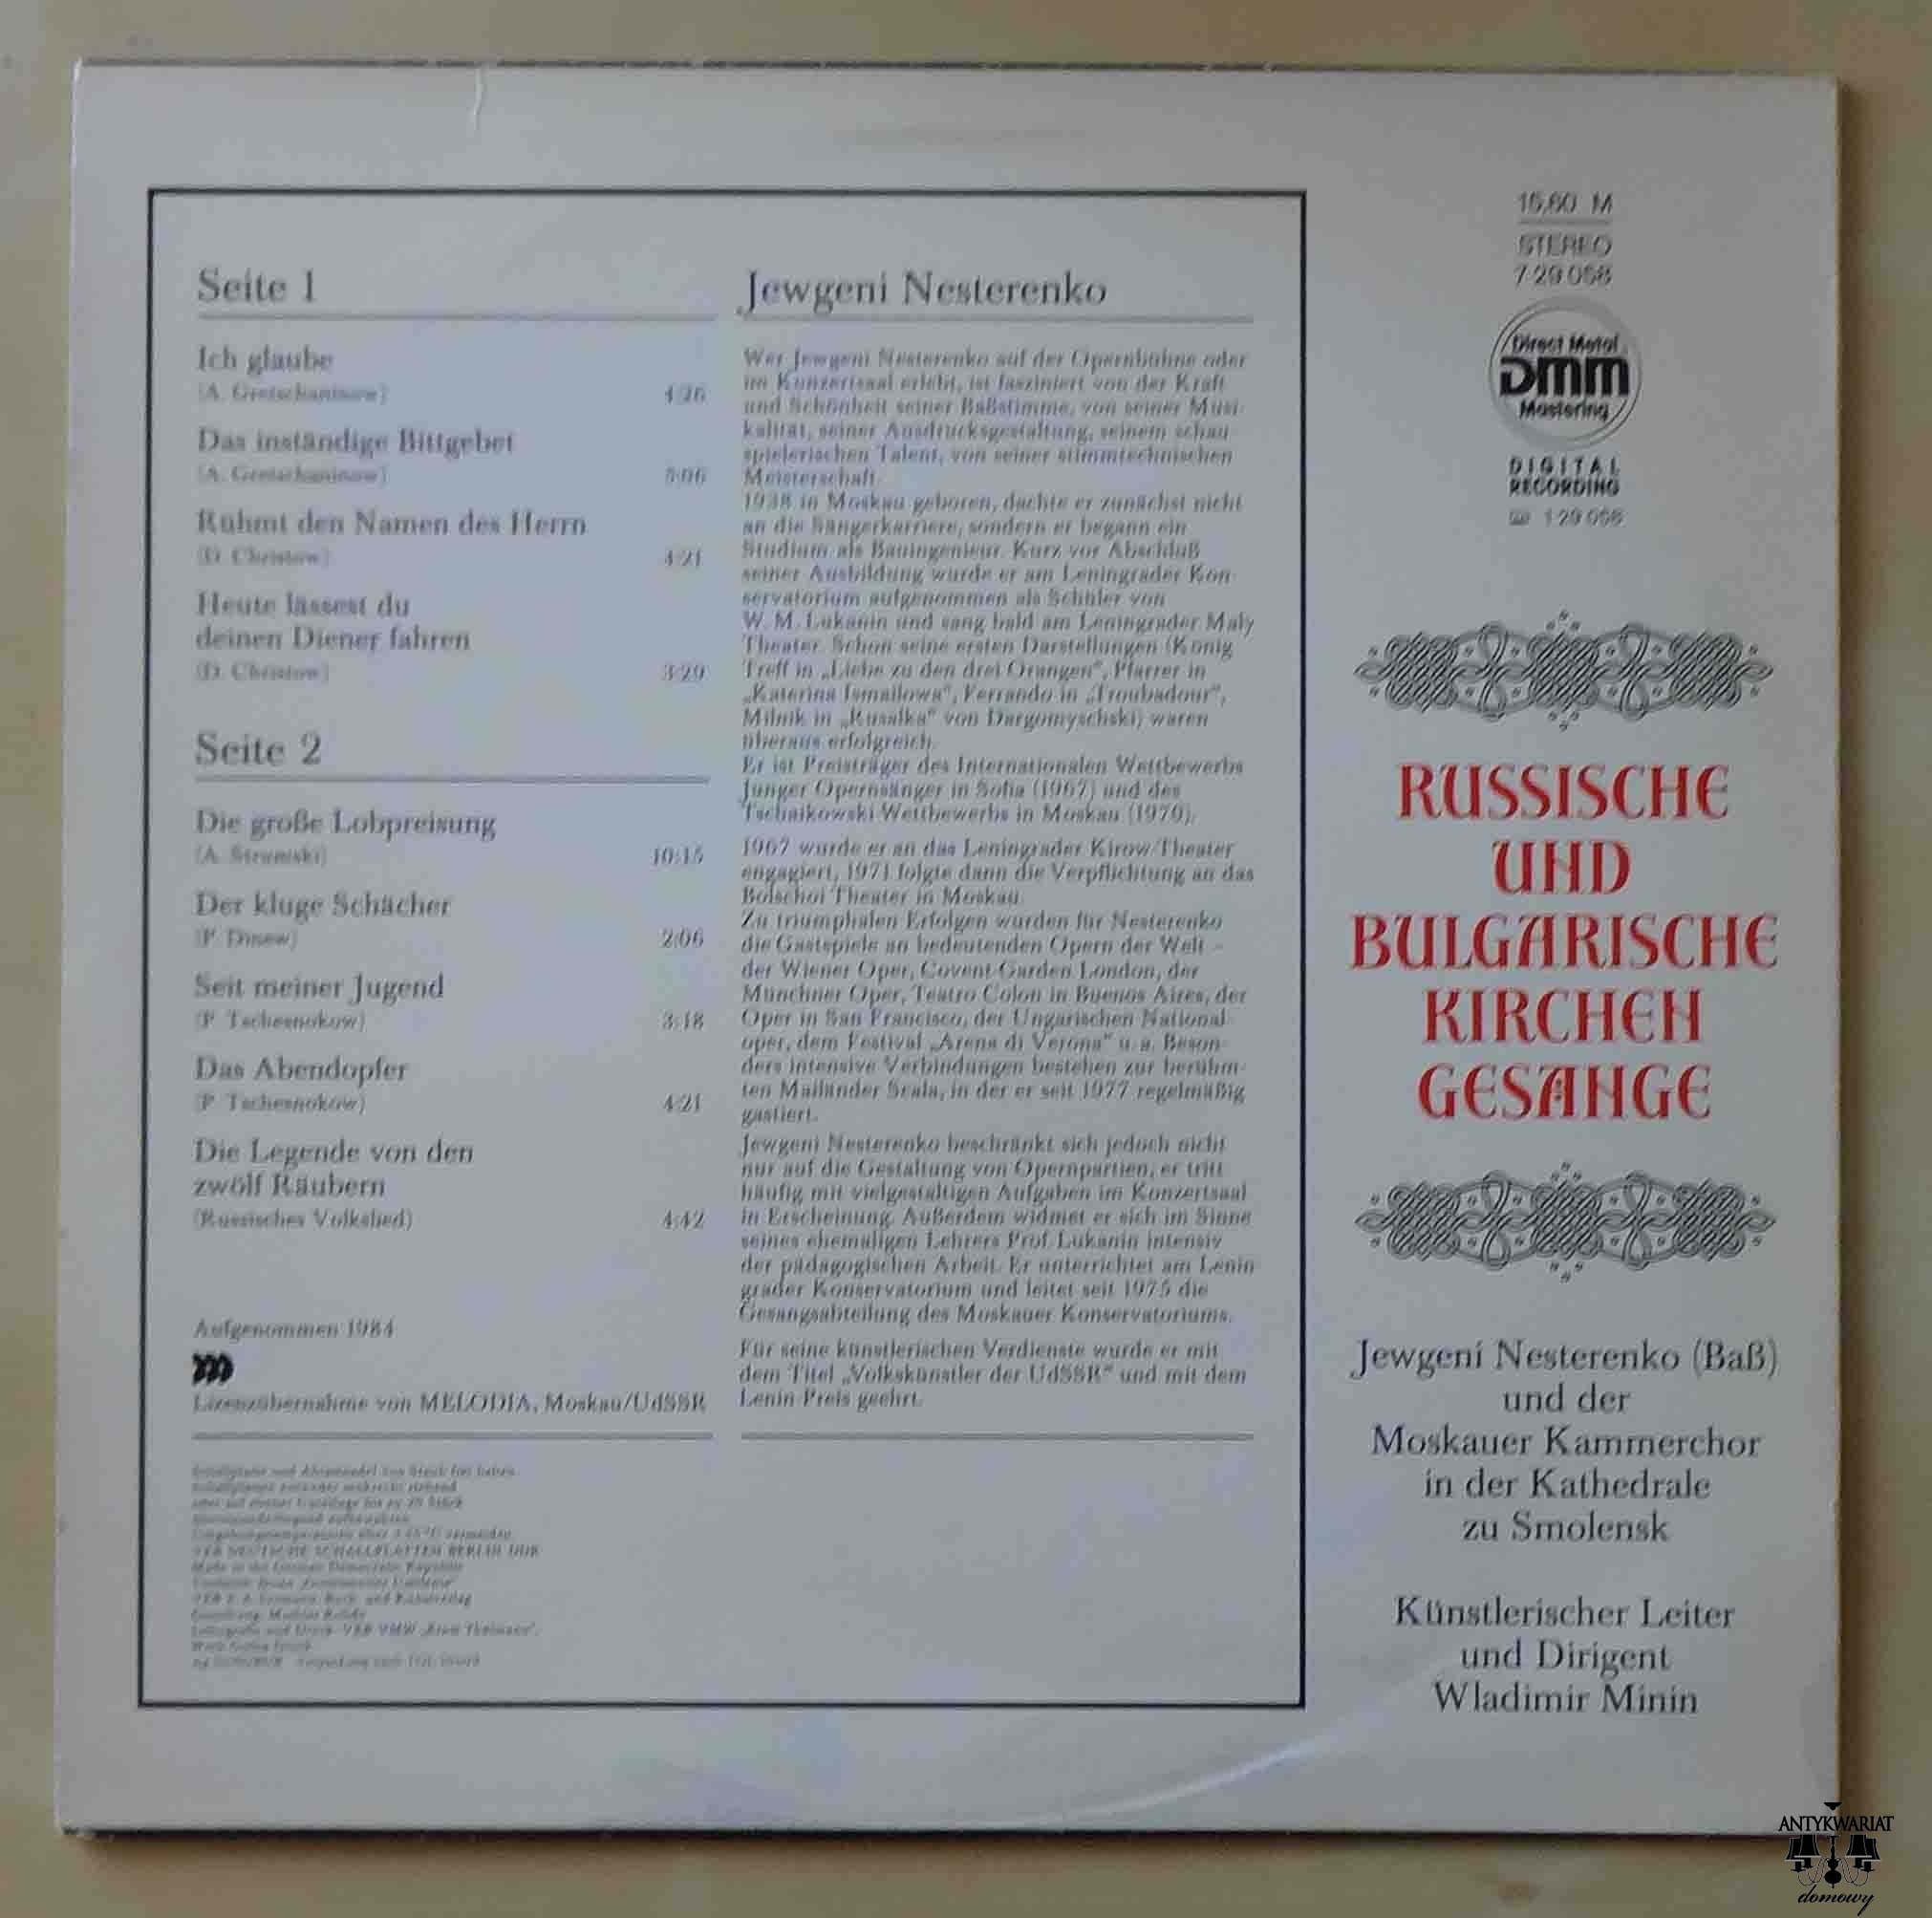 Seite 1
Ich glaube
(A. Gretschaninow) 4:26
Das inständige Bittgebet
(A. Gretschaninow) 5:06
Rühmt den Namen des Herrn
(D. Christow) 4:21
Heute lässest du
deinen Diener fahren
(D. Christow) 3:29
Seite 2
Die große Lobpreisung
(A. Strumski) 10:15
Der kluge Schächer
(P. Dinew) 2:06
Seit meiner Jugend
(P. Tschesnokow) 3:18
Das Abendopfer
(P. Tschesnokow) 4:21
Die Legende von den
zwölf Räubern
(Russisches Volkslied) 4:42
Aufgenommen 1984
Lizenzübernahme von MELODIA, Moskau/UdSSR
VEB DEUTSCHE SCHALLPLATTEN BERLIN DDR
Made in the German Democratic Republic
Jewgeni Nesterenko
Wer Jewgeni Nesterenko auf der Opernbühne oder
im Konzertsaal erlebt, ist fasziniert von der Kraft
und Schönheit seiner Baßstimme, von seiner Musi-
kalität, seiner Ausdrucksgestaltung, seinem schau-
spielerischen Talent, von seiner stimmtechnischen
Meisterschaft.
1938 in Moskau geboren, dachte er zunächst nicht
an die Sängerkarriere, sondern er begann ein
Studium als Bauingenieur. Kurz vor Abschluß
seiner Ausbildung wurde er am Leningrader Kon-
servatorium aufgenommen als Schüler von
W. M. Lukanin und sang bald am Leningrader Maly
Theater. Schon seine ersten Darstellungen (König
Treff in „Liebe zu den drei Orangen“, Pfarrer in
„Katerina Ismailowa“, Ferrando in „Troubadour“,
Milnik in „Rusalka“ von Dargomyschski) waren
überaus erfolgreich.
Er ist Preisträger des Internationalen Wettbewerbs
Junger Opernsänger in Sofia (1967) und des
Tschaikowski-Wettbewerbs in Moskau (1970).
1967 wurde er an das Leningrader Kirow-Theater
engagiert, 1971 folgte dann die Verpflichtung an das
Bolschoi Theater in Moskau.
Zu triumphalen Erfolgen wurden für Nesterenko
die Gastspiele an bedeutenden Opern der Welt –
der Wiener Oper, Covent Garden London, der
Münchner Oper, Teatro Colon in Buenos Aires, der
Oper in San Francisco, der Ungarischen National-
oper, dem Festival „Arena di Verona“ u. a. Beson-
ders intensive Verbindungen bestehen zur berühm-
ten Mailänder Scala, in der er seit 1977 regelmäßig
gastiert.
Jewgeni Nesterenko beschränkt sich jedoch nicht
nur auf die Gestaltung von Opernpartien, er tritt
häufig mit vielgestaltigen Aufgaben im Konzertsaal
in Erscheinung. Außerdem widmet er sich im Sinne
seines ehemaligen Lehrers Prof. Lukanin intensiv
der pädagogischen Arbeit. Er unterrichtet am Lenin-
grader Konservatorium und leitet seit 1975 die
Gesangsabteilung des Moskauer Konservatoriums.
Für seine künstlerischen Verdienste wurde er mit
dem Titel „Volkskünstler der UdSSR“ und mit dem
Lenin-Preis geehrt.
15,60 M
STEREO
7 29 056
Direct Metal
DMM
Mastering
DIGITAL
RECORDING
1 29 056
RUSSISCHE
UND
BULGARISCHE
KIRCHEN
GESÄNGE
Jewgeni Nesterenko (Baß)
und der
Moskauer Kammerchor
in der Kathedrale
zu Smolensk
Künstlerischer Leiter
und Dirigent
Wladimir Minin
ANTYKWARIAT
domowy